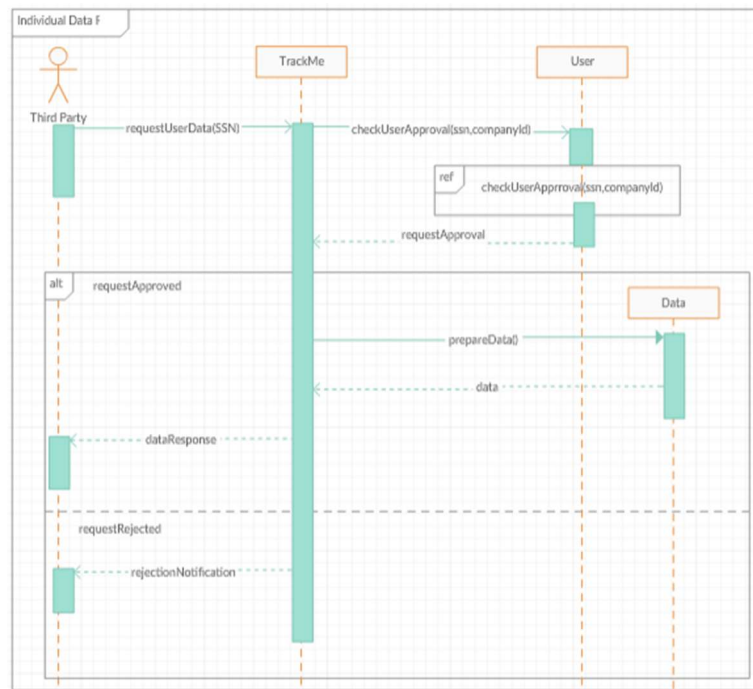 Individual Data F
TrackMe
User
Third Party
requestUserData(SSN)
checkUserApproval(ssn,companyId)
ref
checkUserApprroval(ssn,companyId)
requestApproval
alt
requestApproved
Data
prepareData()
data
dataResponse
requestRejected
rejectionNotification